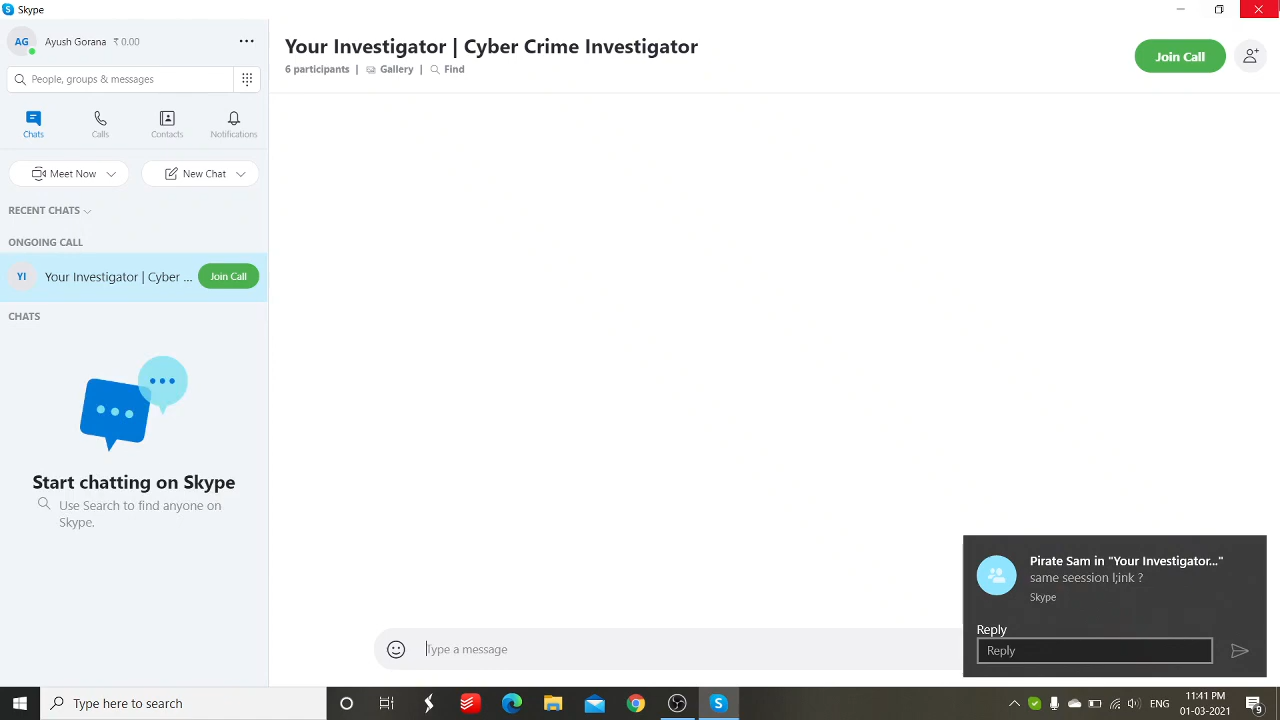 Skype
AG Ayush Gorana ₹ 0.00
People, groups & messages
Chats Calls Contacts Notifications
Meet Now New Chat
RECENT CHATS
ONGOING CALL
YI Your Investigator | Cyber ... Join Call
CHATS
Start chatting on Skype
Use Search to find anyone on
Skype.
Your Investigator | Cyber Crime Investigator
6 participants | Gallery | Find
Join Call
Type a message
Pirate Sam in "Your Investigator..."
same seession l;ink ?
Skype
Reply
Reply
Type here to search
ENG
11:41 PM
01-03-2021
9